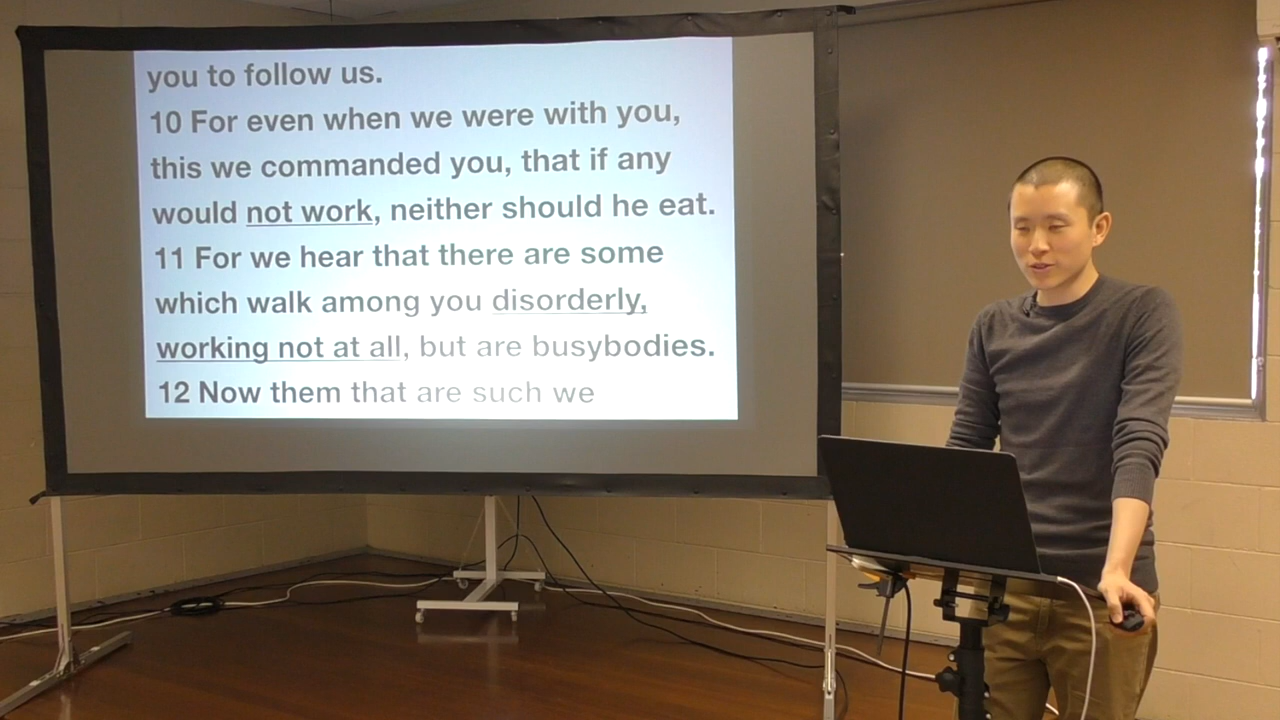 you to follow us.
10 For even when we were with you,
this we commanded you, that if any
would not work, neither should he eat.
11 For we hear that there are some
which walk among you disorderly,
working not at all, but are busybodies.
12 Now them that are such we